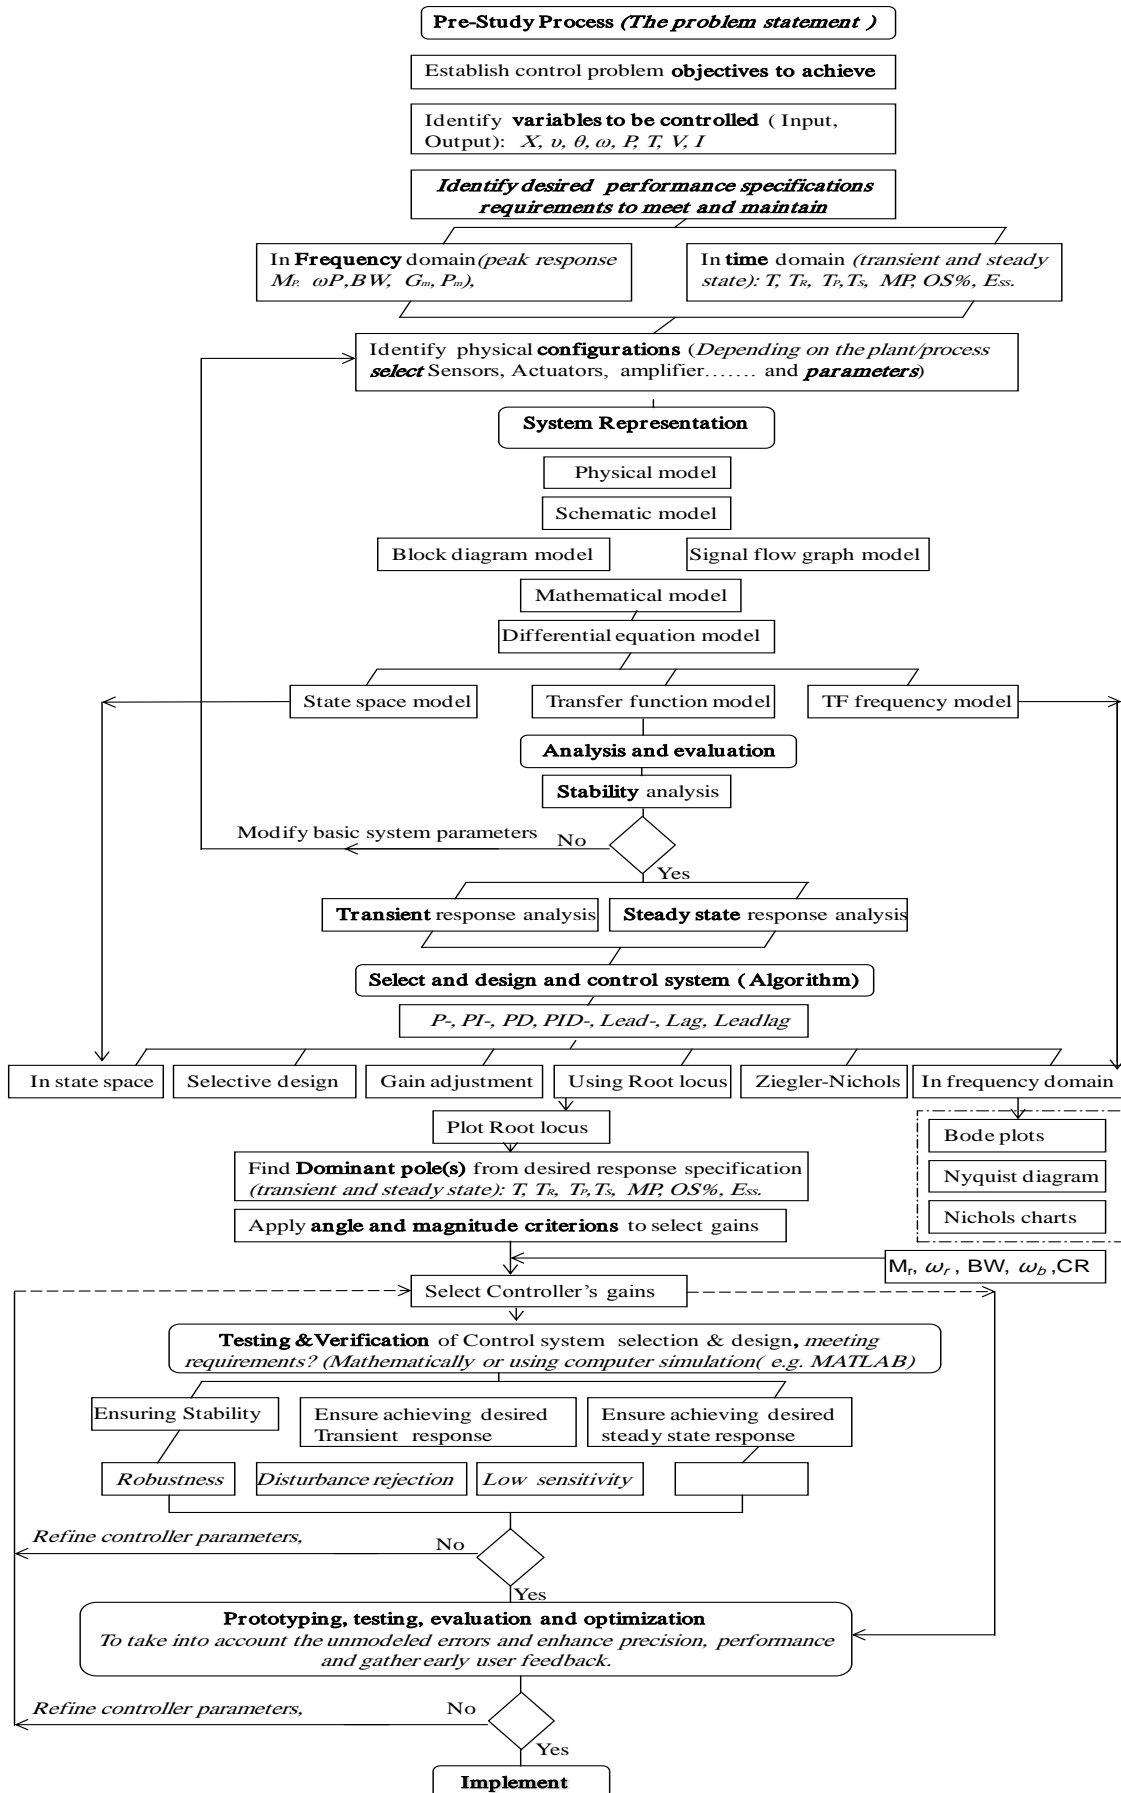 Pre-Study Process (The problem statement )
Establish control problem objectives to achieve
Identify variables to be controlled ( Input,
Output): X, υ, θ, ω, P, T, V, I
Identify desired performance specifications
requirements to meet and maintain
In Frequency domain(peak response
MP, ωP,BW, Gm, Pm),
In time domain (transient and steady
state): T, TR, TP,TS, MP, OS%, ESS.
Identify physical configurations (Depending on the plant/process
select Sensors, Actuators, amplifier……. and parameters)
System Representation
Physical model
Schematic model
Block diagram model
Signal flow graph model
Mathematical model
Differential equation model
State space model
Transfer function model
TF frequency model
Analysis and evaluation
Stability analysis
Modify basic system parameters
No
Yes
Transient response analysis
Steady state response analysis
Select and design and control system ( Algorithm)
P-, PI-, PD, PID-, Lead-, Lag, Leadlag
In state space
Selective design
Gain adjustment
Using Root locus
Ziegler-Nichols
In frequency domain
Plot Root locus
Bode plots
Nyquist diagram
Nichols charts
Find Dominant pole(s) from desired response specification
(transient and steady state): T, TR, TP,TS, MP, OS%, ESS.
Apply angle and magnitude criterions to select gains
Mr, ωr , BW, ωb ,CR
Select Controller's gains
Testing &Verification of Control system selection & design, meeting
requirements? (Mathematically or using computer simulation( e.g. MATLAB)
Ensuring Stability
Ensure achieving desired
Transient response
Ensure achieving desired
steady state response
Robustness
Disturbance rejection
Low sensitivity
Refine controller parameters,
No
Yes
Prototyping, testing, evaluation and optimization
To take into account the unmodeled errors and enhance precision, performance
and gather early user feedback.
Refine controller parameters,
No
Yes
Implement